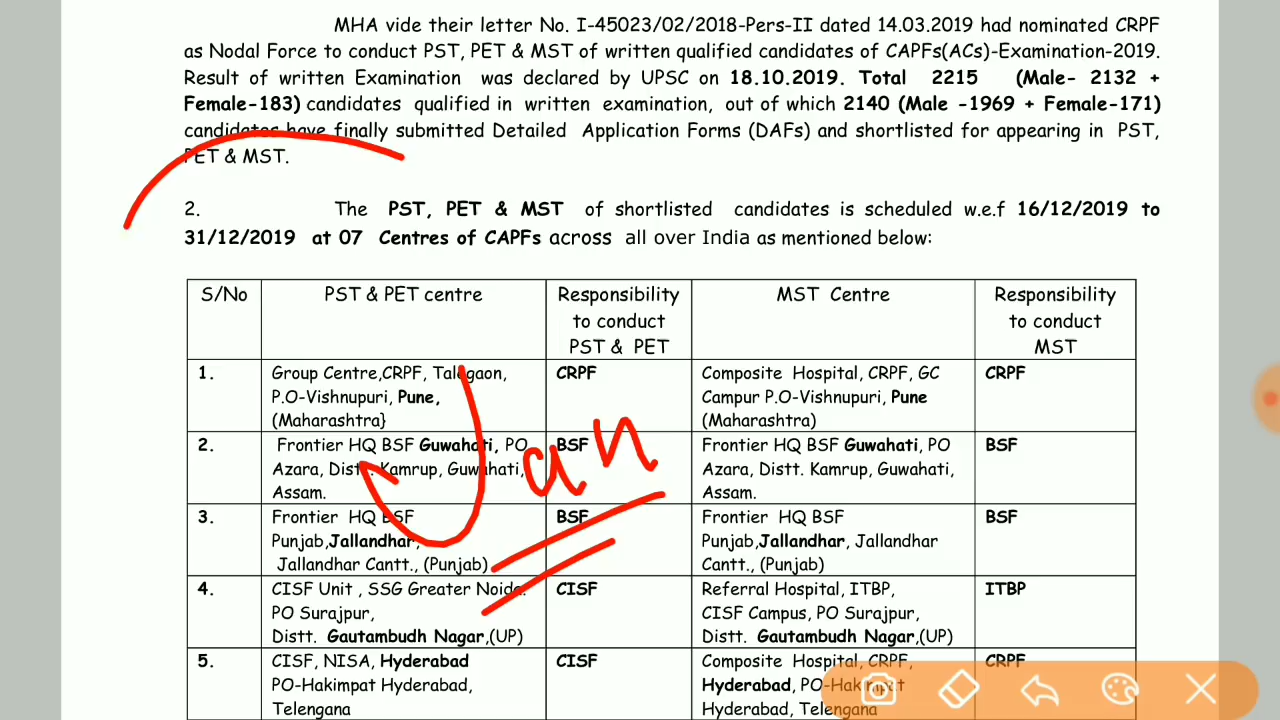 MHA vide their letter No. I-45023/02/2018-Pers-II dated 14.03.2019 had nominated CRPF
as Nodal Force to conduct PST, PET & MST of written qualified candidates of CAPFs(ACs)-Examination-2019.
Result of written Examination was declared by UPSC on 18.10.2019. Total 2215 (Male- 2132 +
Female-183) candidates qualified in written examination, out of which 2140 (Male -1969 + Female-171)
candidates have finally submitted Detailed Application Forms (DAFs) and shortlisted for appearing in PST,
PET & MST.
2. The PST, PET & MST of shortlisted candidates is scheduled w.e.f 16/12/2019 to
31/12/2019 at 07 Centres of CAPFs across all over India as mentioned below:
S/No PST & PET centre Responsibility to conduct PST & PET MST Centre Responsibility to conduct MST
1. Group Centre,CRPF, Talegaon, CRPF Composite Hospital, CRPF, GC CRPF
P.O-Vishnupuri, Pune, Campur P.O-Vishnupuri, Pune
(Maharashtra} (Maharashtra)
2. Frontier HQ BSF Guwahati, PO BSF Frontier HQ BSF Guwahati, PO BSF
Azara, Distt. Kamrup, Guwahati, Azara, Distt. Kamrup, Guwahati,
Assam. Assam.
Jan
3. Frontier HQ BSF BSF Frontier HQ BSF BSF
Punjab,Jallandhar, Punjab,Jallandhar, Jallandhar
Jallandhar Cantt., (Punjab) Cantt., (Punjab)
4. CISF Unit , SSG Greater Noida. CISF Referral Hospital, ITBP, ITBP
PO Surajpur, CISF Campus, PO Surajpur,
Distt. Gautambudh Nagar,(UP) Distt. Gautambudh Nagar,(UP)
5. CISF, NISA, Hyderabad CISF Composite Hospital, CRPF, CRPF
PO-Hakimpat Hyderabad, Hyderabad, PO-Hakimpat
Telengana Hyderabad, Telengana